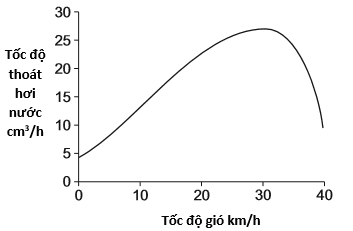 30
25
20
15
10
5
0
Tốc độ
thoát
hơi
nước
cm³/h
0 10 20 30 40
Tốc độ gió km/h